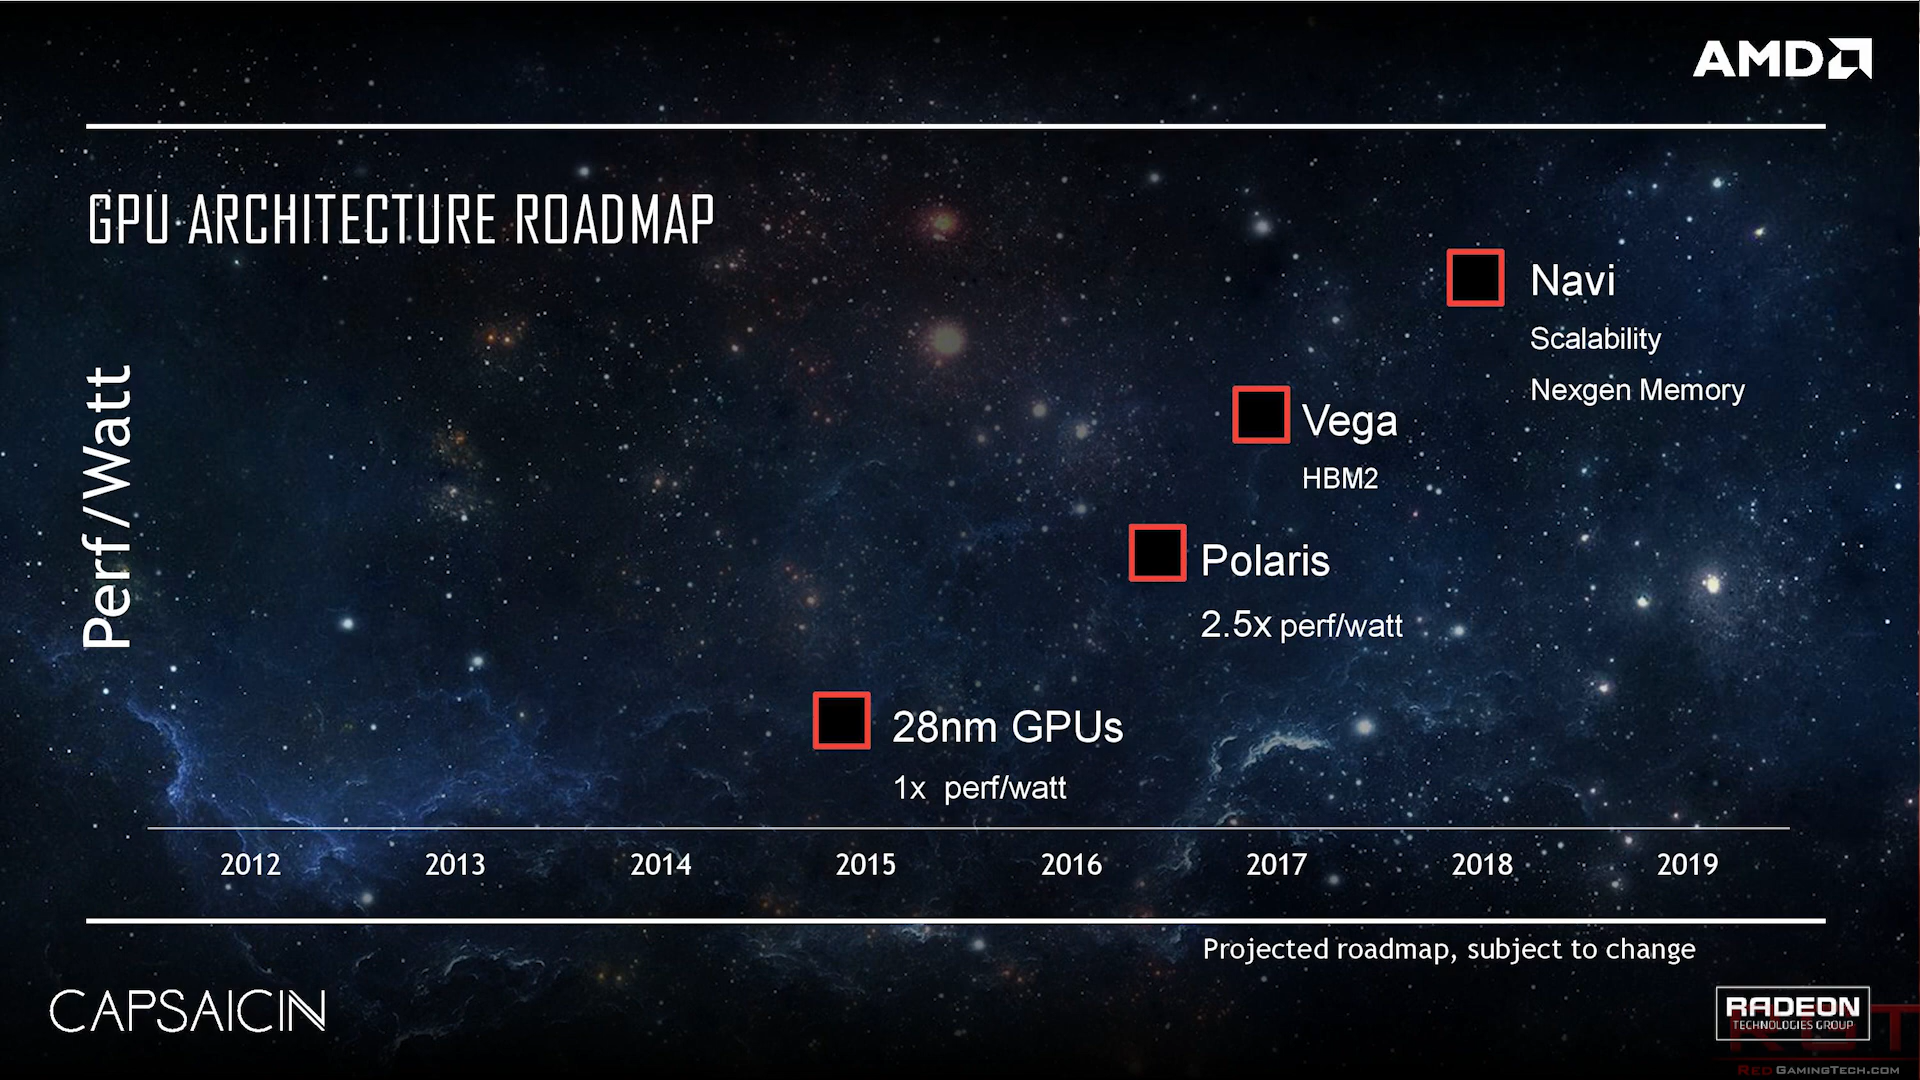 AMD
GPU ARCHITECTURE ROADMAP
Perf/Watt
Navi
Scalability
Nexgen Memory
Vega
HBM2
Polaris
2.5x perf/watt
28nm GPUs
1x perf/watt
2012 2013 2014 2015 2016 2017 2018 2019
Projected roadmap, subject to change
CAPSAICIN
RADEON
TECHNOLOGIES GROUP
RGT
RED GAMINGTECH.COM